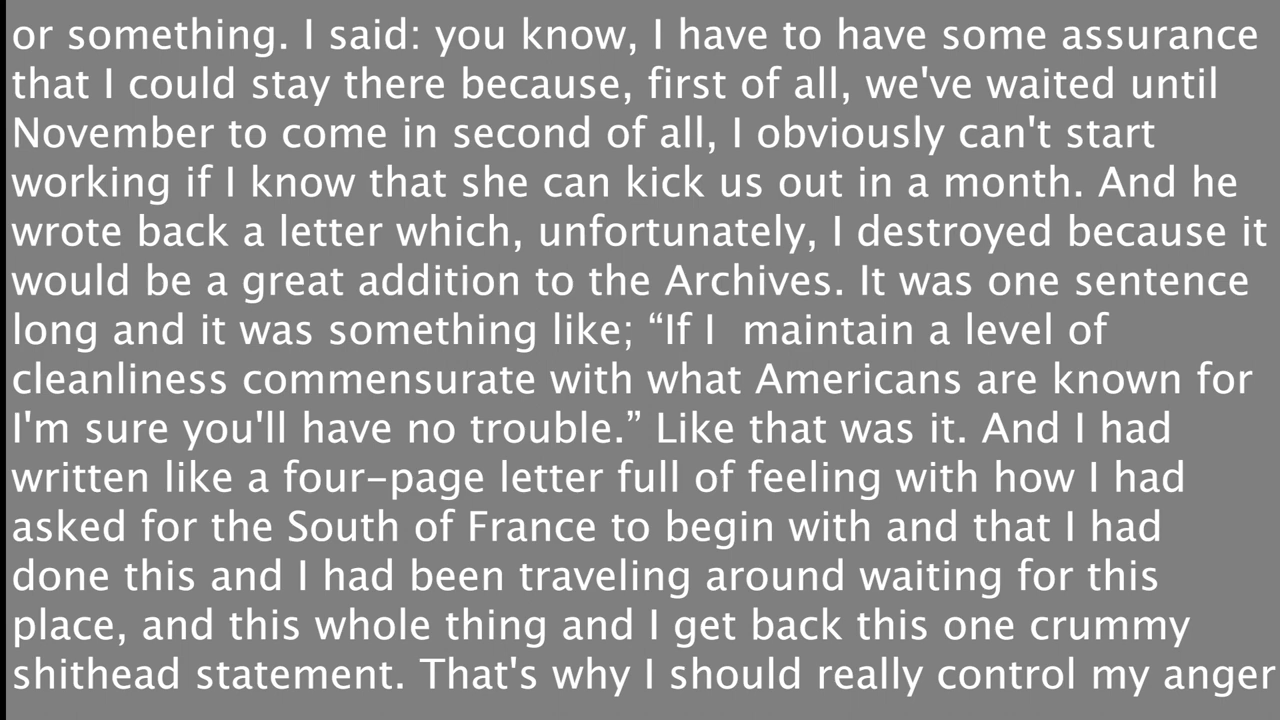 or something. I said: you know, I have to have some assurance
that I could stay there because, first of all, we've waited until
November to come in second of all, I obviously can't start
working if I know that she can kick us out in a month. And he
wrote back a letter which, unfortunately, I destroyed because it
would be a great addition to the Archives. It was one sentence
long and it was something like; “If I  maintain a level of
cleanliness commensurate with what Americans are known for
I'm sure you'll have no trouble.” Like that was it. And I had
written like a four–page letter full of feeling with how I had
asked for the South of France to begin with and that I had
done this and I had been traveling around waiting for this
place, and this whole thing and I get back this one crummy
shithead statement. That's why I should really control my anger